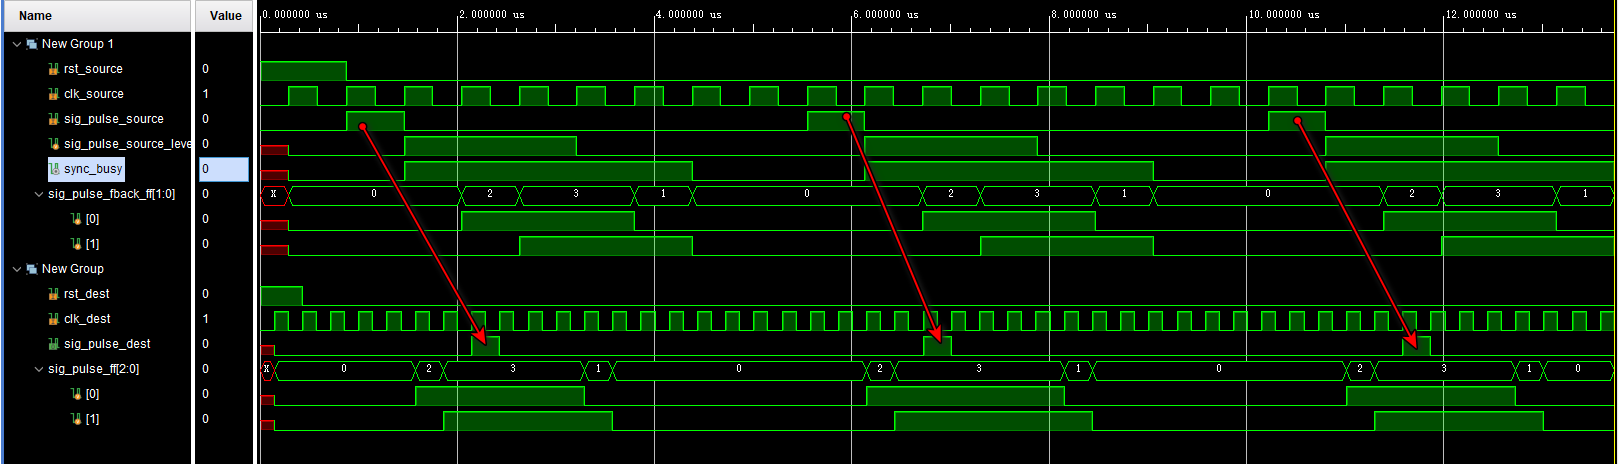 Name Value 0.000000 us 2.000000 us 4.000000 us 6.000000 us 8.000000 us 10.000000 us 12.000000 us
New Group 1
rst_source 0
clk_source 1
sig_pulse_source 0
sig_pulse_source_leve 0
sync_busy 0
sig_pulse_fback_ff[1:0] 0 X 0 2 3 1 0 2 3 1 0 2 3 1
[0] 0
[1] 0
New Group
rst_dest 0
clk_dest 1
sig_pulse_dest 0
sig_pulse_ff[2:0] 0 X 0 2 3 1 0 2 3 1 0 2 3 1 0
[0] 0
[1] 0